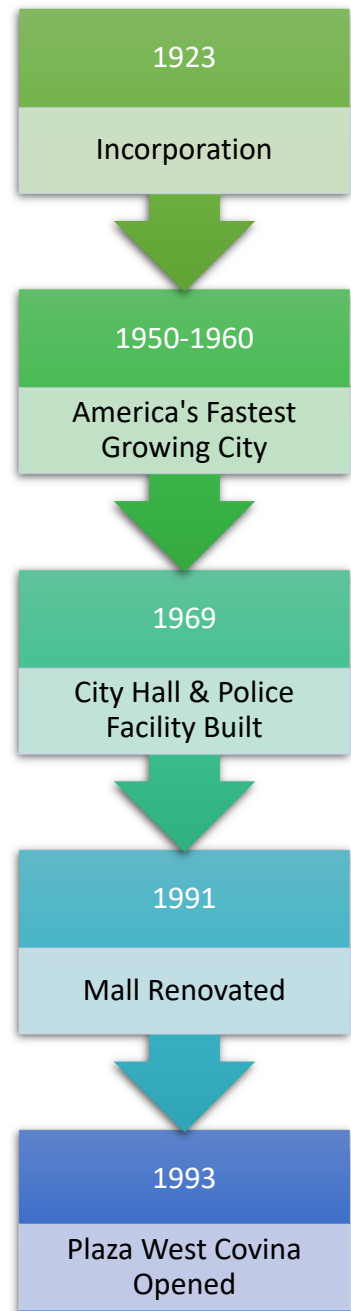 1923
Incorporation
1950-1960
America's Fastest
Growing City
1969
City Hall & Police
Facility Built
1991
Mall Renovated
1993
Plaza West Covina
Opened